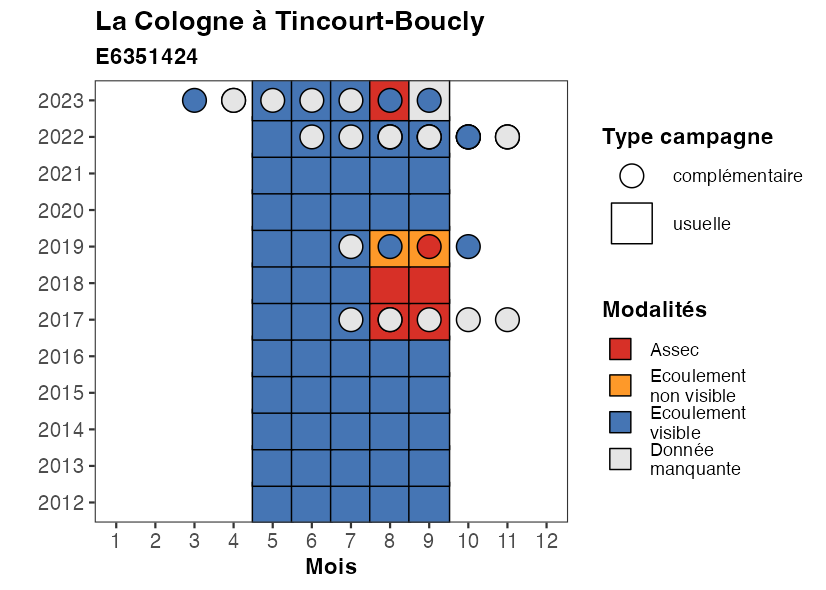 La Cologne à Tincourt-Boucly
E6351424
2023
2022
2021
2020
2019
2018
2017
2016
2015
2014
2013
2012
1 2 3 4 5 6 7 8 9 10 11 12
Mois
Type campagne
complémentaire
usuelle
Modalités
Assec
Ecoulement
non visible
Ecoulement
visible
Donnée
manquante